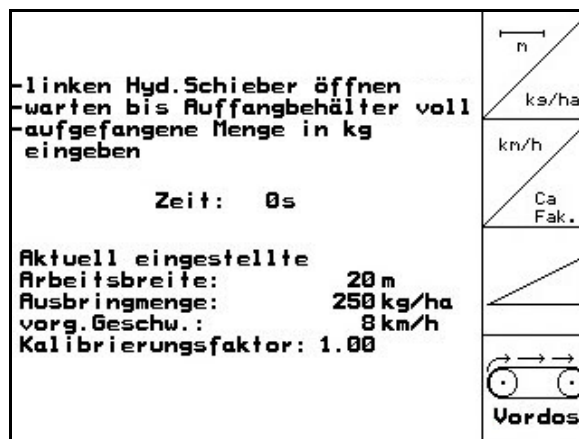 -linken Hyd.Schieber öffnen
-warten bis Auffangbehälter voll
-aufgefangene Menge in kg
eingeben
Zeit: 0s
Aktuell eingestellte
Arbeitsbreite: 20 m
Ausbringmenge: 250 kg/ha
vorg.Geschw.: 8 km/h
Kalibrierungsfaktor: 1.00
m
kg/ha
km/h
Ca
Fak.
Vordos